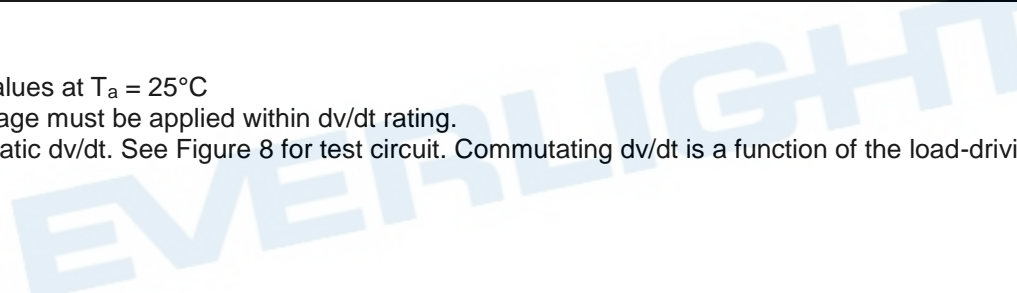 alues at Ta = 25°C
age must be applied within dv/dt rating.
atic dv/dt. See Figure 8 for test circuit. Commutating dv/dt is a function of the load-drivi
EVERLIGHT